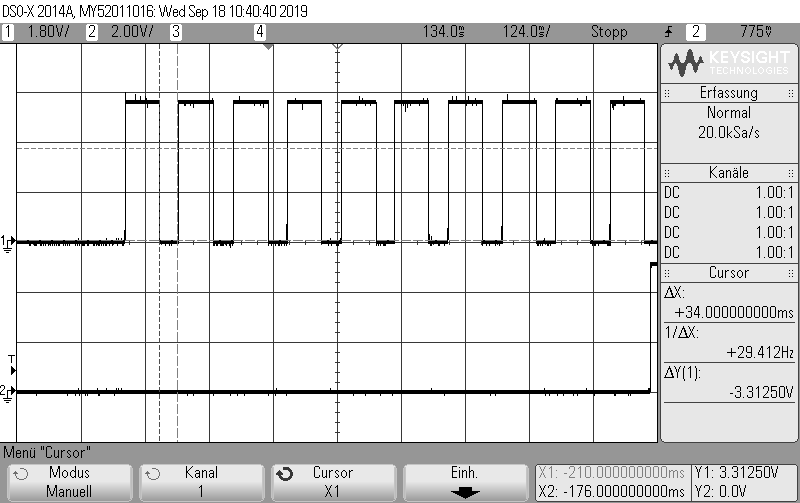 DSO-X 2014A, MY52011016: Wed Sep 18 10:40:40 2019
1 1.80V/ 2 2.00V/ 3 4 134.0s 124.0s/ Stopp 2 775V
KEYSIGHT
TECHNOLOGIES
Erfassung
Normal
20.0kSa/s
Kanäle
DC 1.00:1
DC 1.00:1
DC 1.00:1
DC 1.00:1
Cursor
ΔX:
+34.000000000ms
1/ΔX:
+29.412Hz
ΔY(1):
-3.31250V
1
T
2
Menü "Cursor"
Modus
Manuell
Kanal
1
Cursor
X1
Einh.
X1: -210.000000000ms
X2: -176.000000000ms
Y1: 3.31250V
Y2: 0.0V